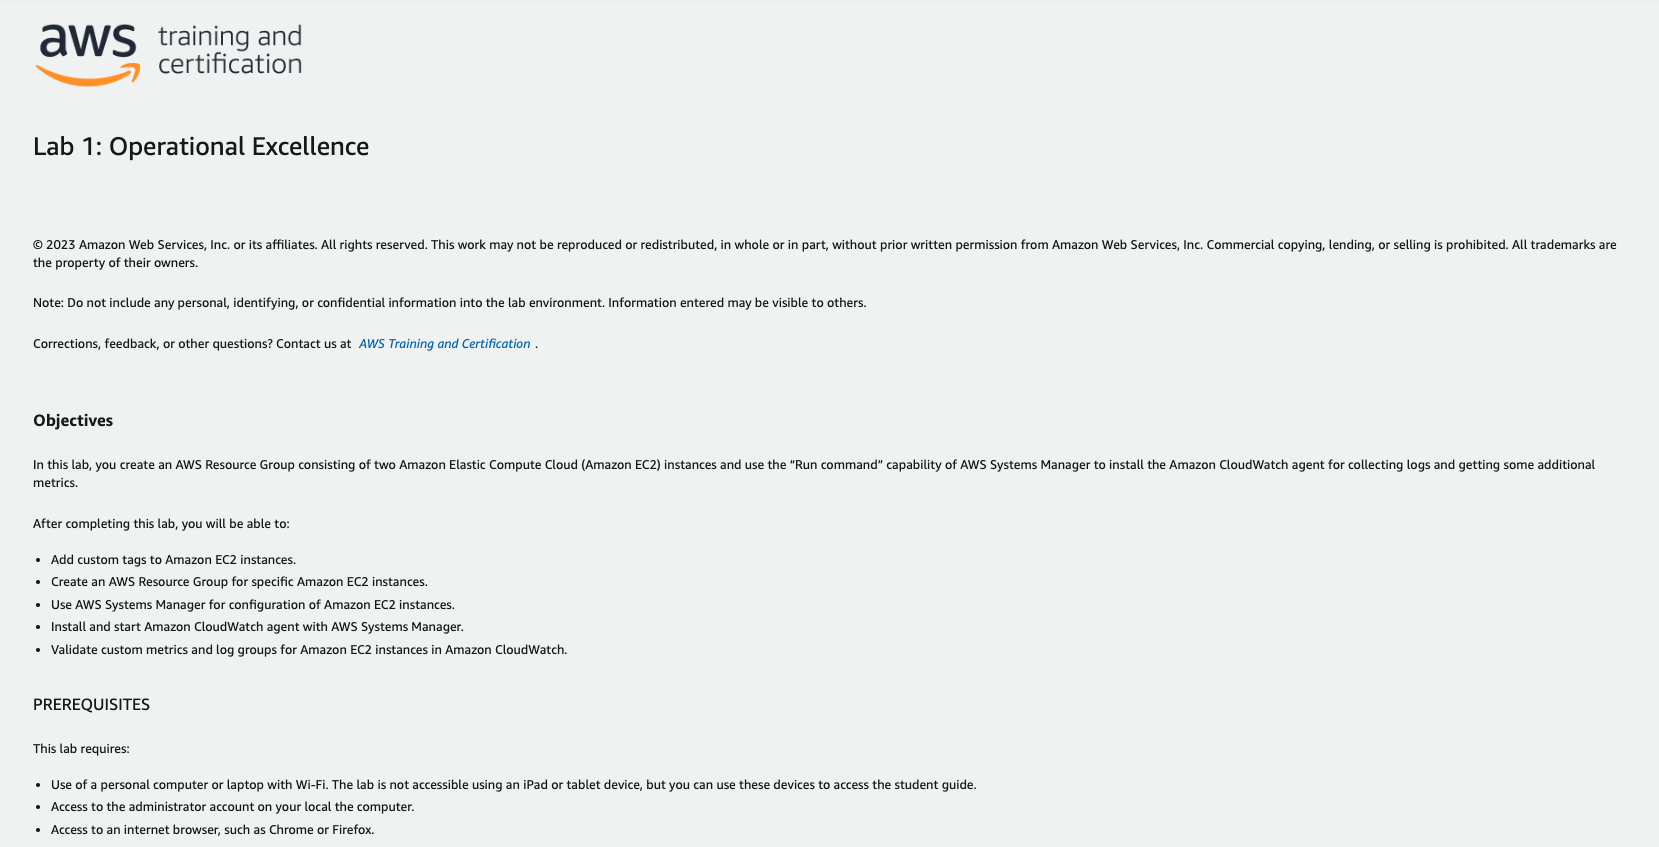 aws training and
certification
Lab 1: Operational Excellence
© 2023 Amazon Web Services, Inc. or its affiliates. All rights reserved. This work may not be reproduced or redistributed, in whole or in part, without prior written permission from Amazon Web Services, Inc. Commercial copying, lending, or selling is prohibited. All trademarks are
the property of their owners.
Note: Do not include any personal, identifying, or confidential information into the lab environment. Information entered may be visible to others.
Corrections, feedback, or other questions? Contact us at AWS Training and Certification .
Objectives
In this lab, you create an AWS Resource Group consisting of two Amazon Elastic Compute Cloud (Amazon EC2) instances and use the “Run command” capability of AWS Systems Manager to install the Amazon CloudWatch agent for collecting logs and getting some additional
metrics.
After completing this lab, you will be able to:
• Add custom tags to Amazon EC2 instances.
• Create an AWS Resource Group for specific Amazon EC2 instances.
• Use AWS Systems Manager for configuration of Amazon EC2 instances.
• Install and start Amazon CloudWatch agent with AWS Systems Manager.
• Validate custom metrics and log groups for Amazon EC2 instances in Amazon CloudWatch.
PREREQUISITES
This lab requires:
• Use of a personal computer or laptop with Wi-Fi. The lab is not accessible using an iPad or tablet device, but you can use these devices to access the student guide.
• Access to the administrator account on your local the computer.
• Access to an internet browser, such as Chrome or Firefox.